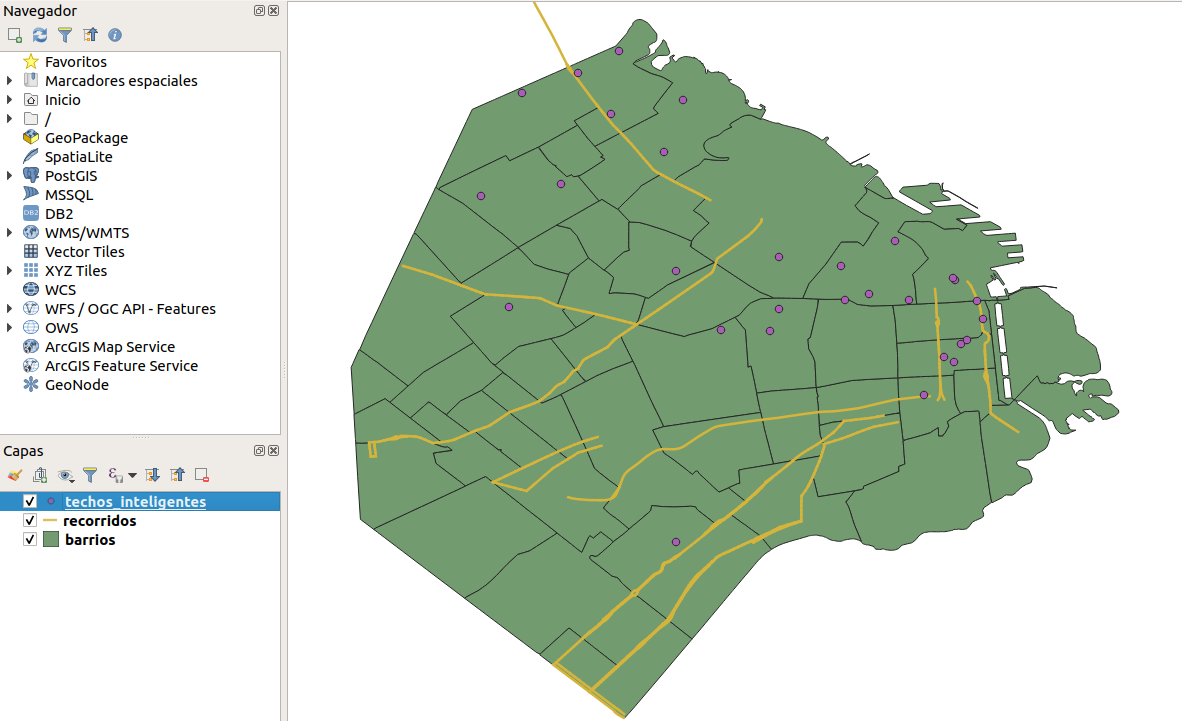 Navegador
Favoritos
Marcadores espaciales
Inicio
/
GeoPackage
SpatiaLite
PostGIS
MSSQL
DB2
WMS/WMTS
Vector Tiles
XYZ Tiles
WCS
WFS / OGC API - Features
OWS
ArcGIS Map Service
ArcGIS Feature Service
GeoNode
Capas
techos_inteligentes
recorridos
barrios